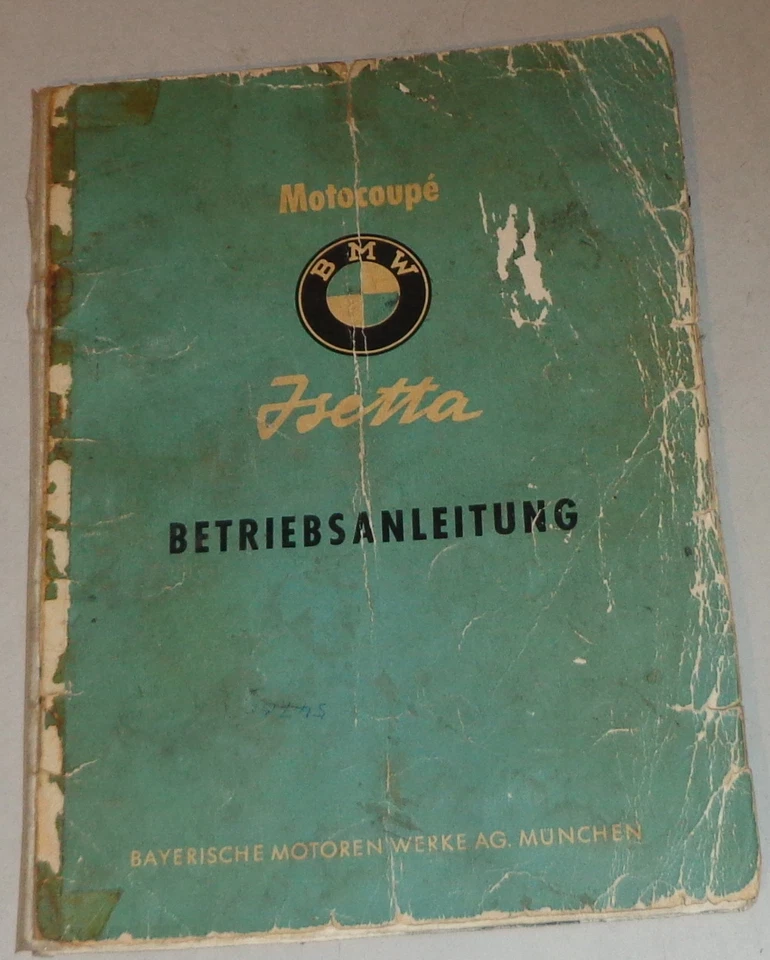 Motocoupé
BMW
Isetta
BETRIEBSANLEITUNG
BAYERISCHE MOTOREN WERKE AG. MÜNCHEN